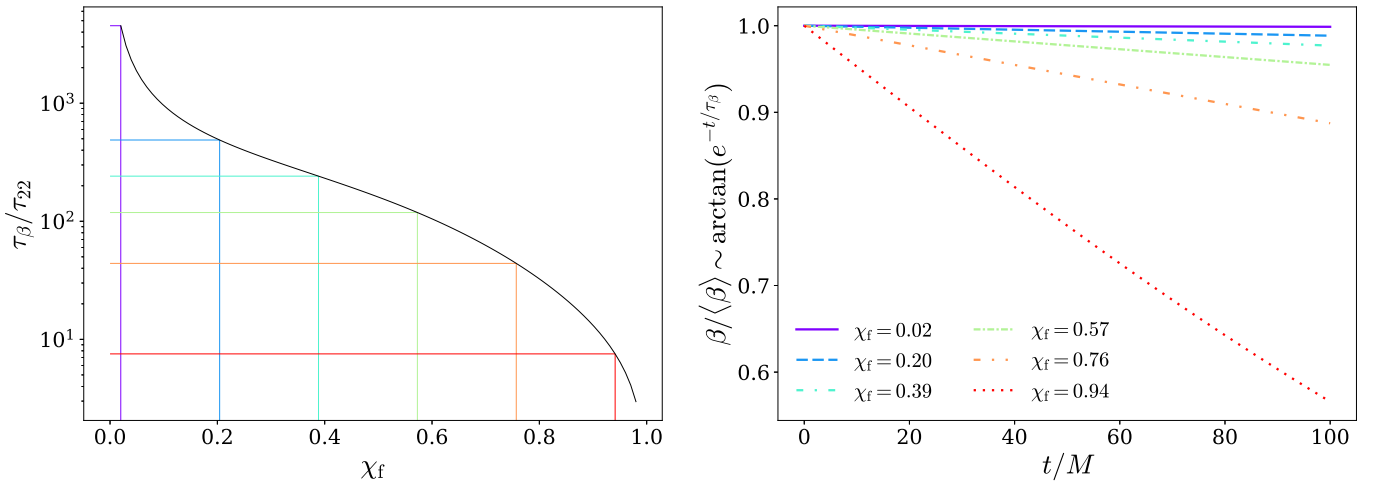 τ_β/τ_22
10^3
10^2
10^1
0.0 0.2 0.4 0.6 0.8 1.0
χ_f
β/⟨β⟩ ~ arctan(e^{−t/τ_β})
1.0
0.9
0.8
0.7
0.6
χ_f = 0.02 χ_f = 0.57
χ_f = 0.20 χ_f = 0.76
χ_f = 0.39 χ_f = 0.94
0 20 40 60 80 100
t/M